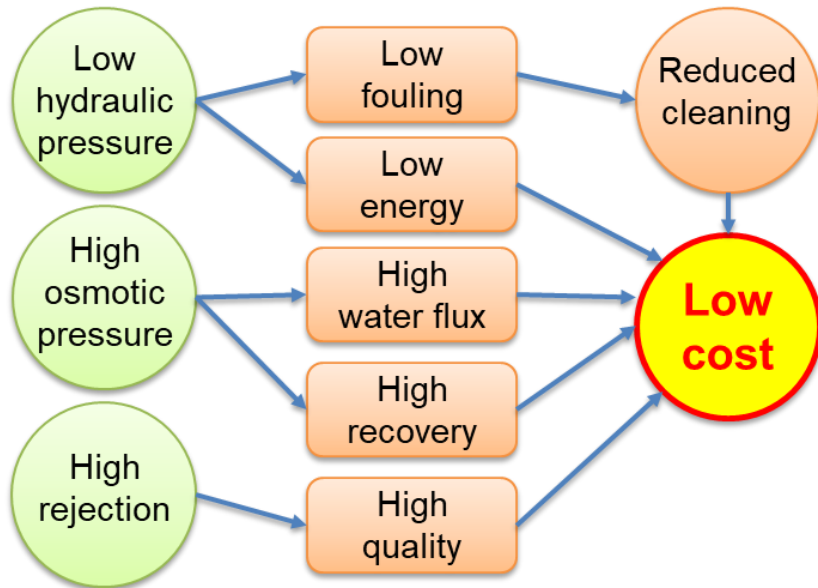 Low
hydraulic
pressure
Low
fouling
Reduced
cleaning
Low
energy
High
osmotic
pressure
High
water flux
Low
cost
High
recovery
High
rejection
High
quality